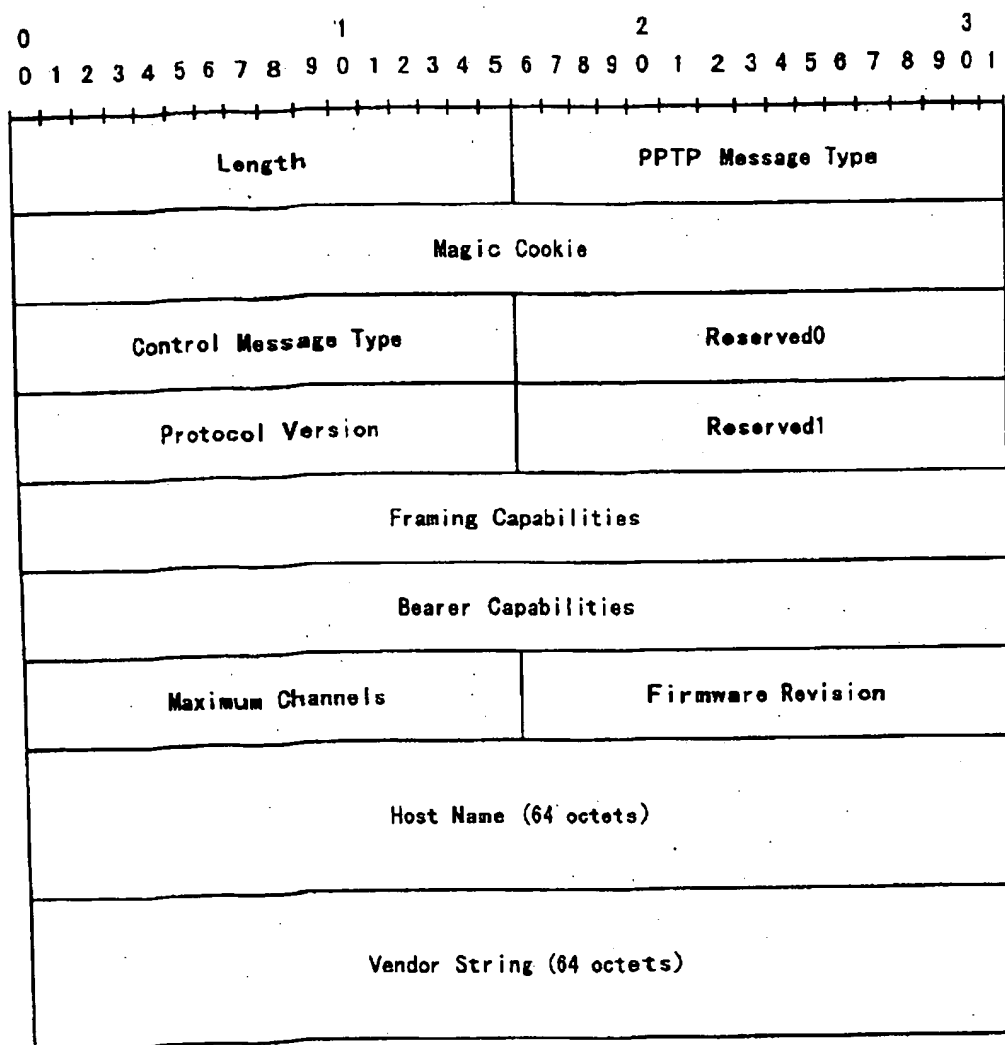 0 1 2 3
0 1 2 3 4 5 6 7 8 9 0 1 2 3 4 5 6 7 8 9 0 1 2 3 4 5 6 7 8 9 0 1
Length PPTP Message Type
Magic Cookie
Control Message Type Reserved0
Protocol Version Reserved1
Framing Capabilities
Bearer Capabilities
Maximum Channels Firmware Revision
Host Name (64 octets)
Vendor String (64 octets)